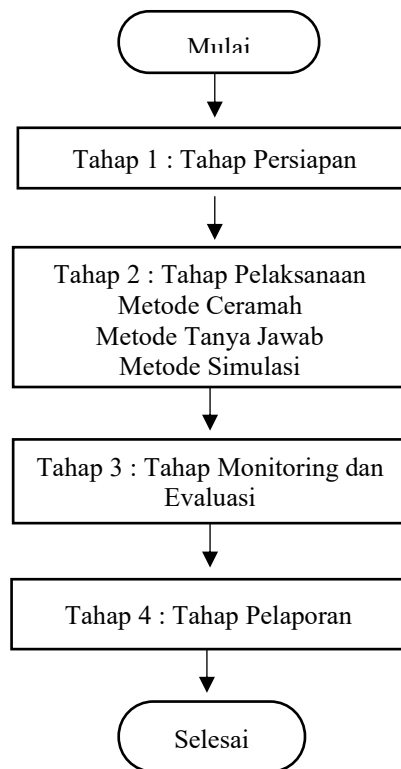 Mulai
Tahap 1 : Tahap Persiapan
Tahap 2 : Tahap Pelaksanaan
Metode Ceramah
Metode Tanya Jawab
Metode Simulasi
Tahap 3 : Tahap Monitoring dan
Evaluasi
Tahap 4 : Tahap Pelaporan
Selesai